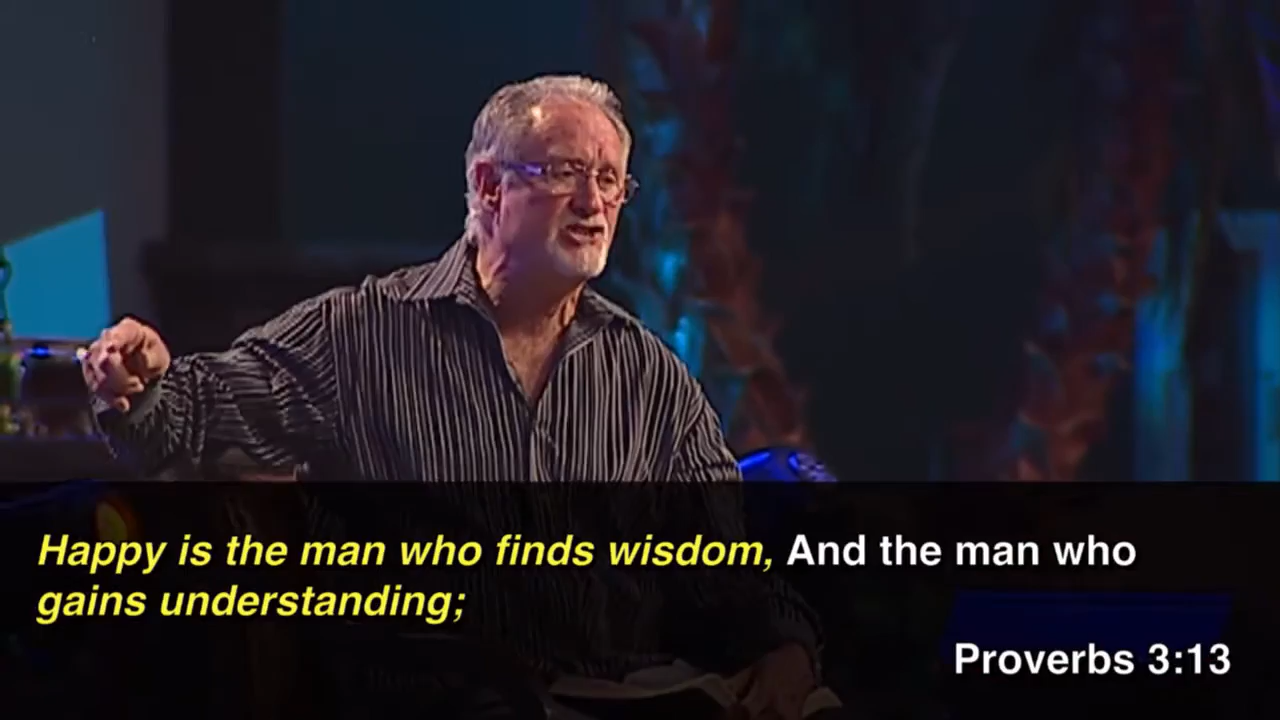 Happy is the man who finds wisdom, And the man who
gains understanding;
Proverbs 3:13